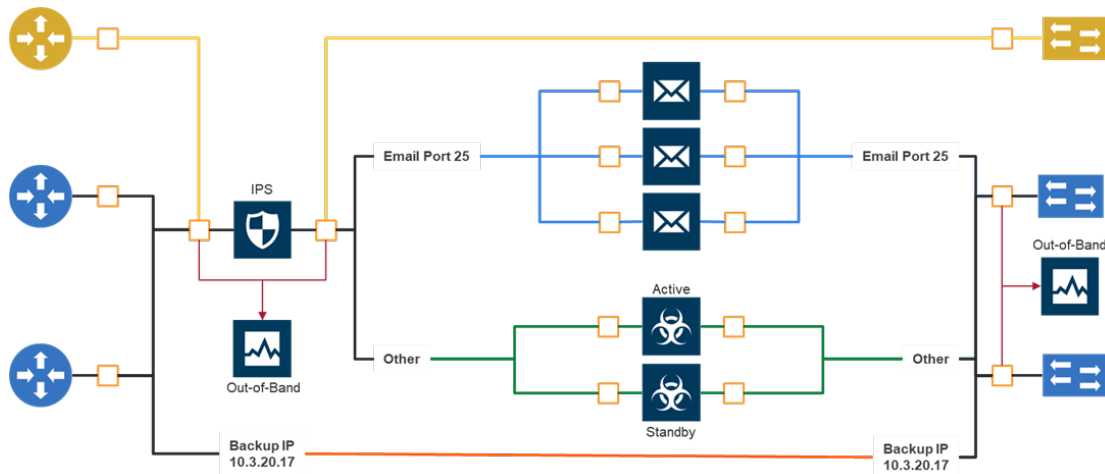 Email Port 25
Email Port 25
IPS
Out-of-Band
Active
Other
Other
Out-of-Band
Standby
Backup IP
10.3.20.17
Backup IP
10.3.20.17